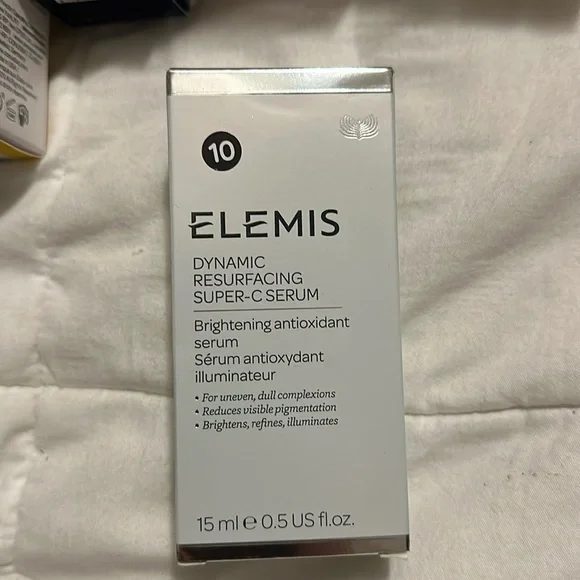 10
ELEMIS
DYNAMIC
RESURFACING
SUPER-C SERUM
Brightening antioxidant
serum
Sérum antioxydant
illuminateur
• For uneven, dull complexions
• Reduces visible pigmentation
• Brightens, refines, illuminates
15 ml e 0.5 US fl.oz.